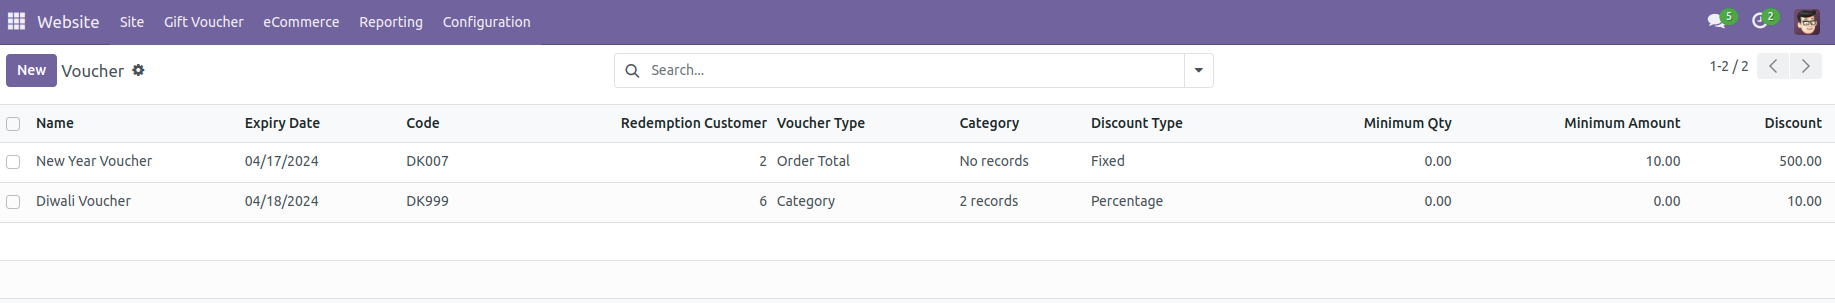 Website Site Gift Voucher eCommerce Reporting Configuration 5 2
New Voucher Search... 1-2 / 2
Name Expiry Date Code Redemption Customer Voucher Type Category Discount Type Minimum Qty Minimum Amount Discount
New Year Voucher 04/17/2024 DK007 2 Order Total No records Fixed 0.00 10.00 500.00
Diwali Voucher 04/18/2024 DK999 6 Category 2 records Percentage 0.00 0.00 10.00